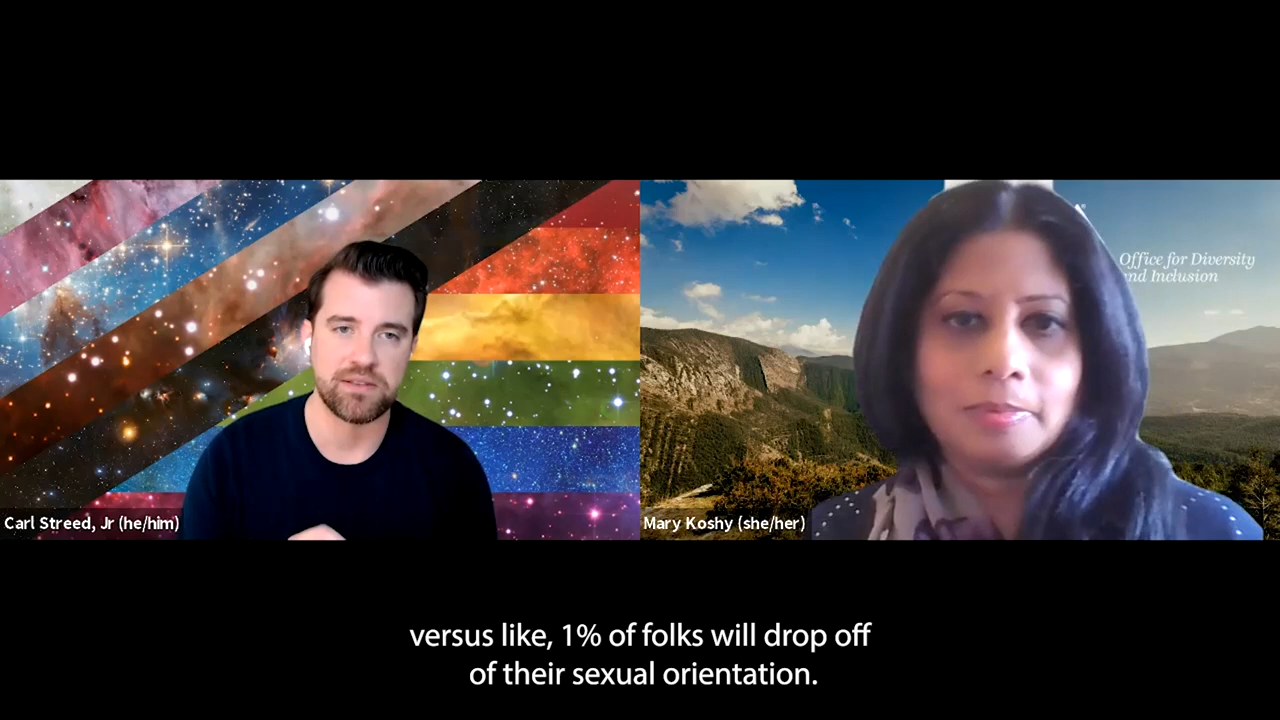 Office for Diversity
and Inclusion
Carl Streed, Jr (he/him)
Mary Koshy (she/her)
versus like, 1% of folks will drop off
of their sexual orientation.